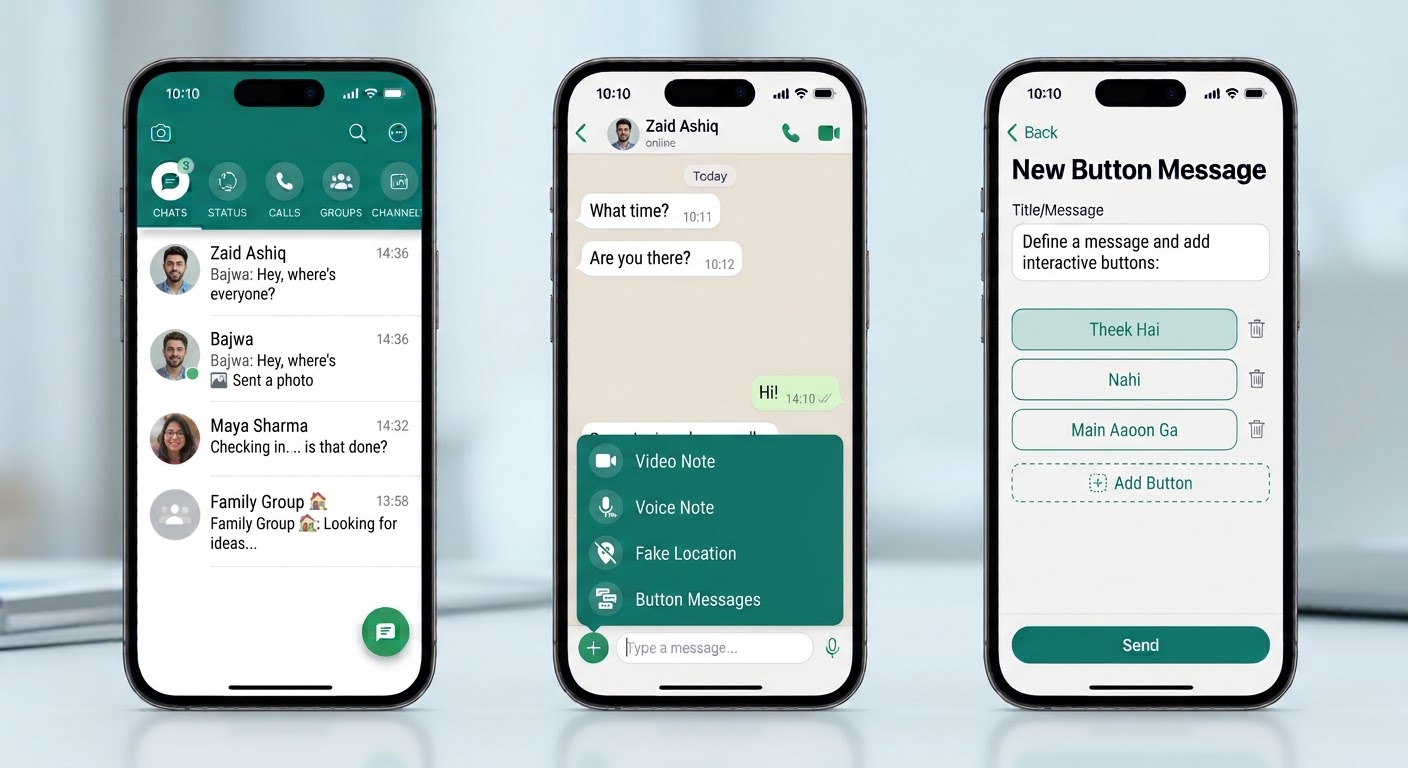 10:10
3
CHATS
STATUS
CALLS
GROUPS
CHANNEL
Zaid Ashiq
14:36
Bajwa: Hey, where's
everyone?
Bajwa
14:36
Bajwa: Hey, where's
Sent a photo
Maya Sharma
14:32
Checking in.... is that done?
Family Group 🏠
13:58
Family Group 🏠: Looking for
ideas...
10:10
Zaid Ashiq
online
Today
What time? 10:11
Are you there? 10:12
Hi! 14:10
Video Note
Voice Note
Fake Location
Button Messages
Type a message...
10:10
Back
New Button Message
Title/Message
Define a message and add
interactive buttons:
Theek Hai
Nahi
Main Aaoon Ga
Add Button
Send